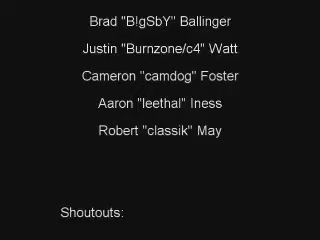 Brad "B!gSbY" Ballinger
Justin "Burnzone/c4" Watt
Cameron "camdog" Foster
Aaron "leethal" Iness
Robert "classik" May
Shoutouts: